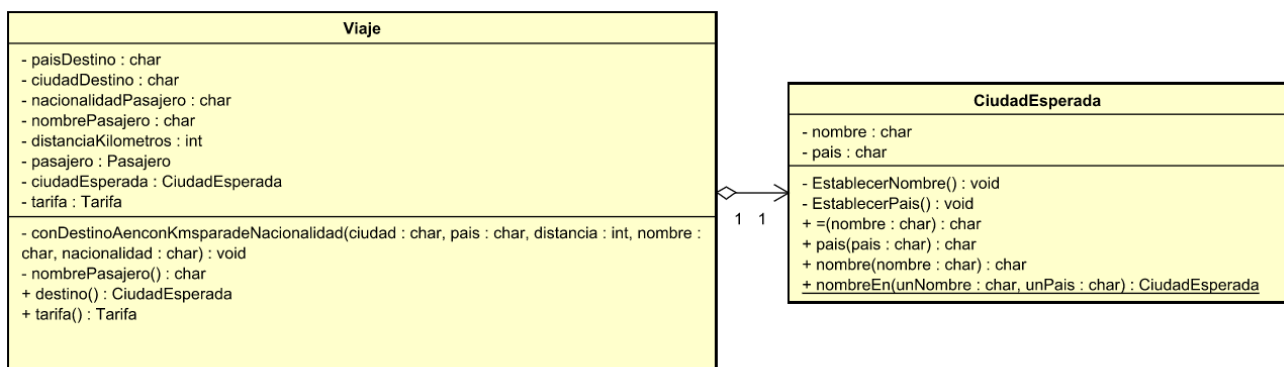 Viaje
- paisDestino : char
- ciudadDestino : char
- nacionalidadPasajero : char
- nombrePasajero : char
- distanciaKilometros : int
- pasajero : Pasajero
- ciudadEsperada : CiudadEsperada
- tarifa : Tarifa
- conDestinoAenconKmsparadeNacionalidad(ciudad : char, pais : char, distancia : int, nombre :
char, nacionalidad : char) : void
- nombrePasajero() : char
+ destino() : CiudadEsperada
+ tarifa() : Tarifa
1 1
CiudadEsperada
- nombre : char
- pais : char
- EstablecerNombre() : void
- EstablecerPais() : void
+ =(nombre : char) : char
+ pais(pais : char) : char
+ nombre(nombre : char) : char
+ nombreEn(unNombre : char, unPais : char) : CiudadEsperada